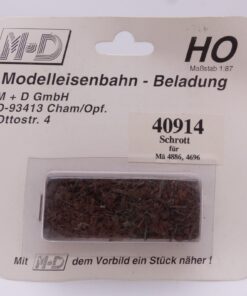 M+D
HO
Maßstab 1:87
Modelleisenbahn - Beladung
M + D GmbH
D-93413 Cham/Opf.
Ottostr. 4
40914
Schrott
für
Mä 4886, 4696
Mit M+D dem Vorbild ein Stück näher !